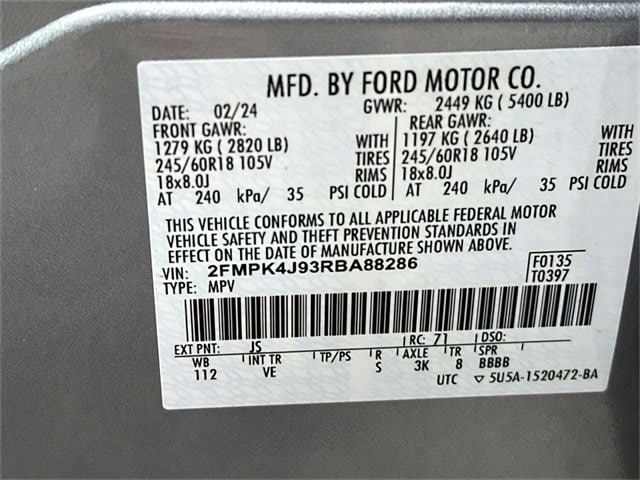 MFD. BY FORD MOTOR CO.
DATE: 02/24 GVWR: 2449 KG ( 5400 LB)
FRONT GAWR: REAR GAWR:
1279 KG ( 2820 LB) WITH 1197 KG ( 2640 LB) WITH
245/60R18 105V TIRES 245/60R18 105V TIRES
18x8.0J RIMS 18x8.0J RIMS
AT 240 kPa/ 35 PSI COLD AT 240 kPa/ 35 PSI COLD
THIS VEHICLE CONFORMS TO ALL APPLICABLE FEDERAL MOTOR
VEHICLE SAFETY AND THEFT PREVENTION STANDARDS IN
EFFECT ON THE DATE OF MANUFACTURE SHOWN ABOVE.
VIN: 2FMPK4J93RBA88286 F0135
TYPE: MPV T0397
EXT PNT: JS RC: 71 DSO:
WB INT TR TP/PS R AXLE TR SPR
112 VE S 3K 8 BBBB
UTC ▽ 5U5A-1520472-BA